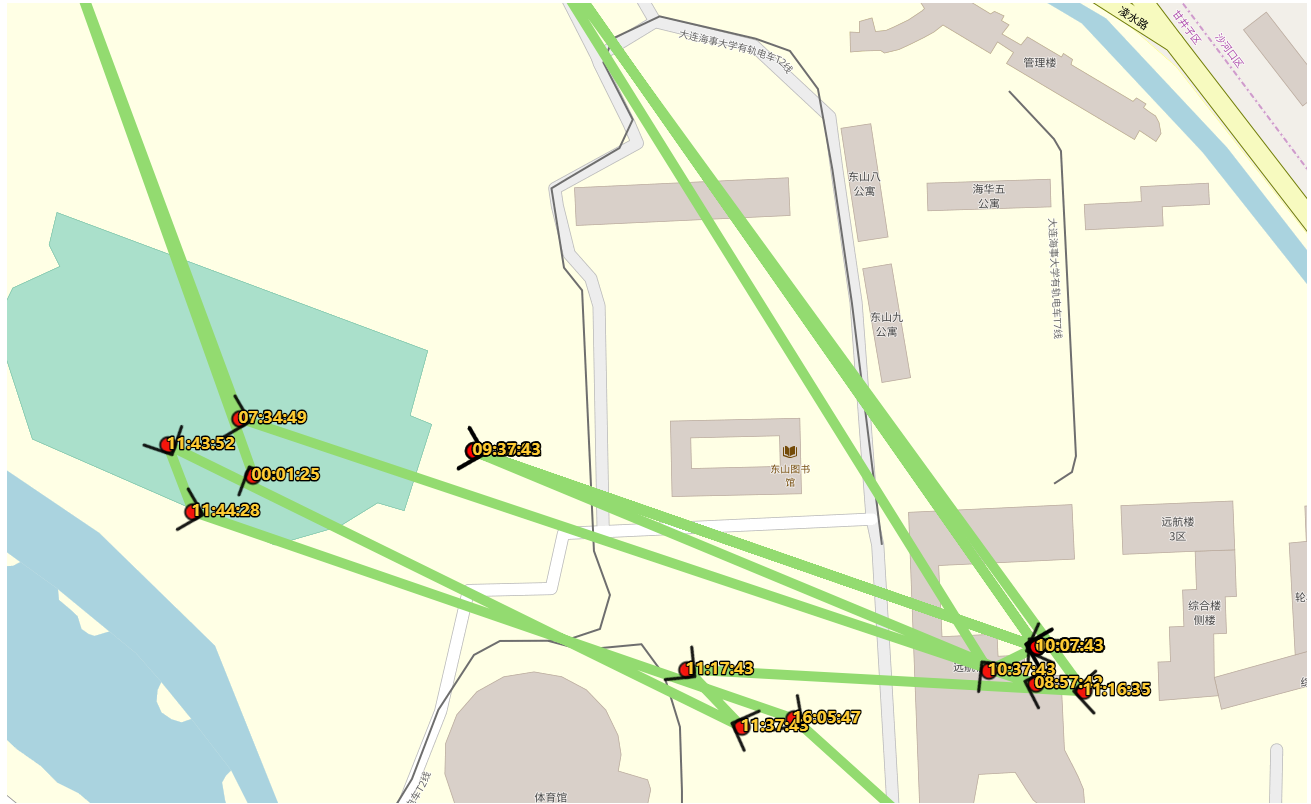 凌水路
甘井子区
沙河口区
大连海事大学有轨电车T2线
管理楼
东山八
公寓
海华五
公寓
大连海事大学有轨电车T7线
东山九
公寓
07:34:49
11:43:52
09:37:43
00:01:25
东山图书
馆
11:44:28
远航楼
3区
综合楼
侧楼
轮
10:07:43
11:17:43
远航
10:37:43
08:57:42
11:16:35
16:05:47
11:37:43
电车T2线
体育馆